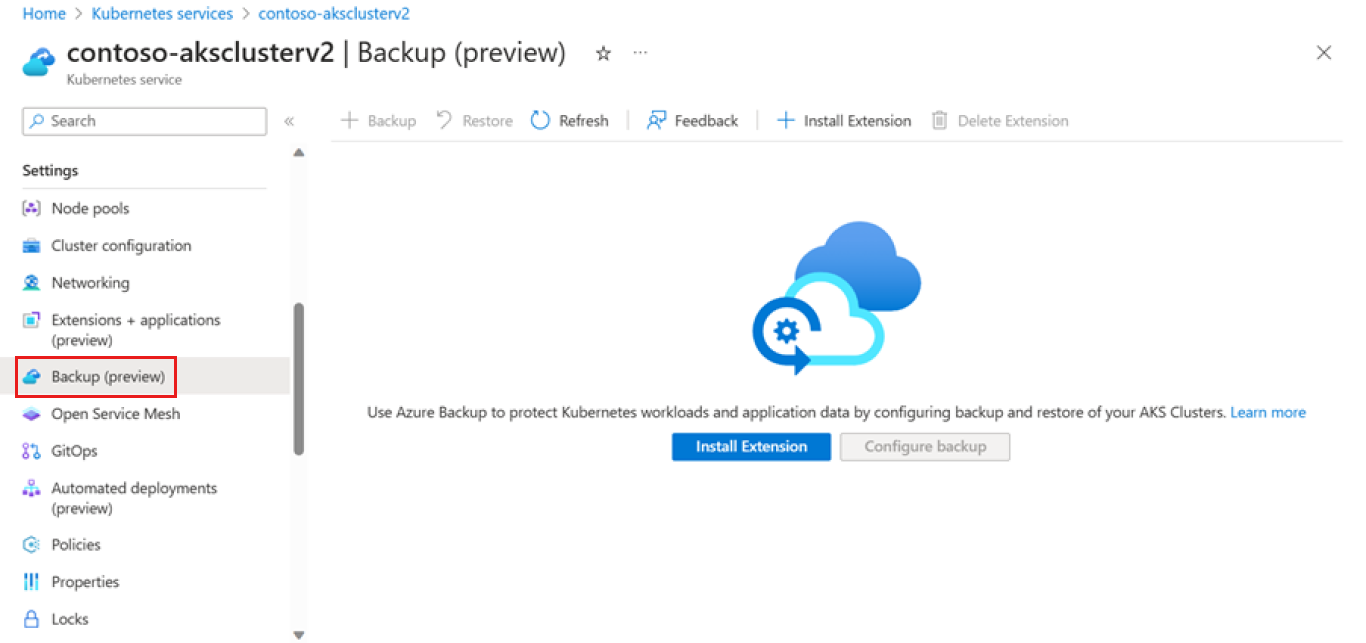 Home > Kubernetes services > contoso-aksclusterv2
contoso-aksclusterv2 | Backup (preview)
Kubernetes service
Search
Backup Restore Refresh Feedback Install Extension Delete Extension
Settings
Node pools
Cluster configuration
Networking
Extensions + applications
(preview)
Backup (preview)
Open Service Mesh
GitOps
Automated deployments
(preview)
Policies
Properties
Locks
Use Azure Backup to protect Kubernetes workloads and application data by configuring backup and restore of your AKS Clusters. Learn more
Install Extension Configure backup